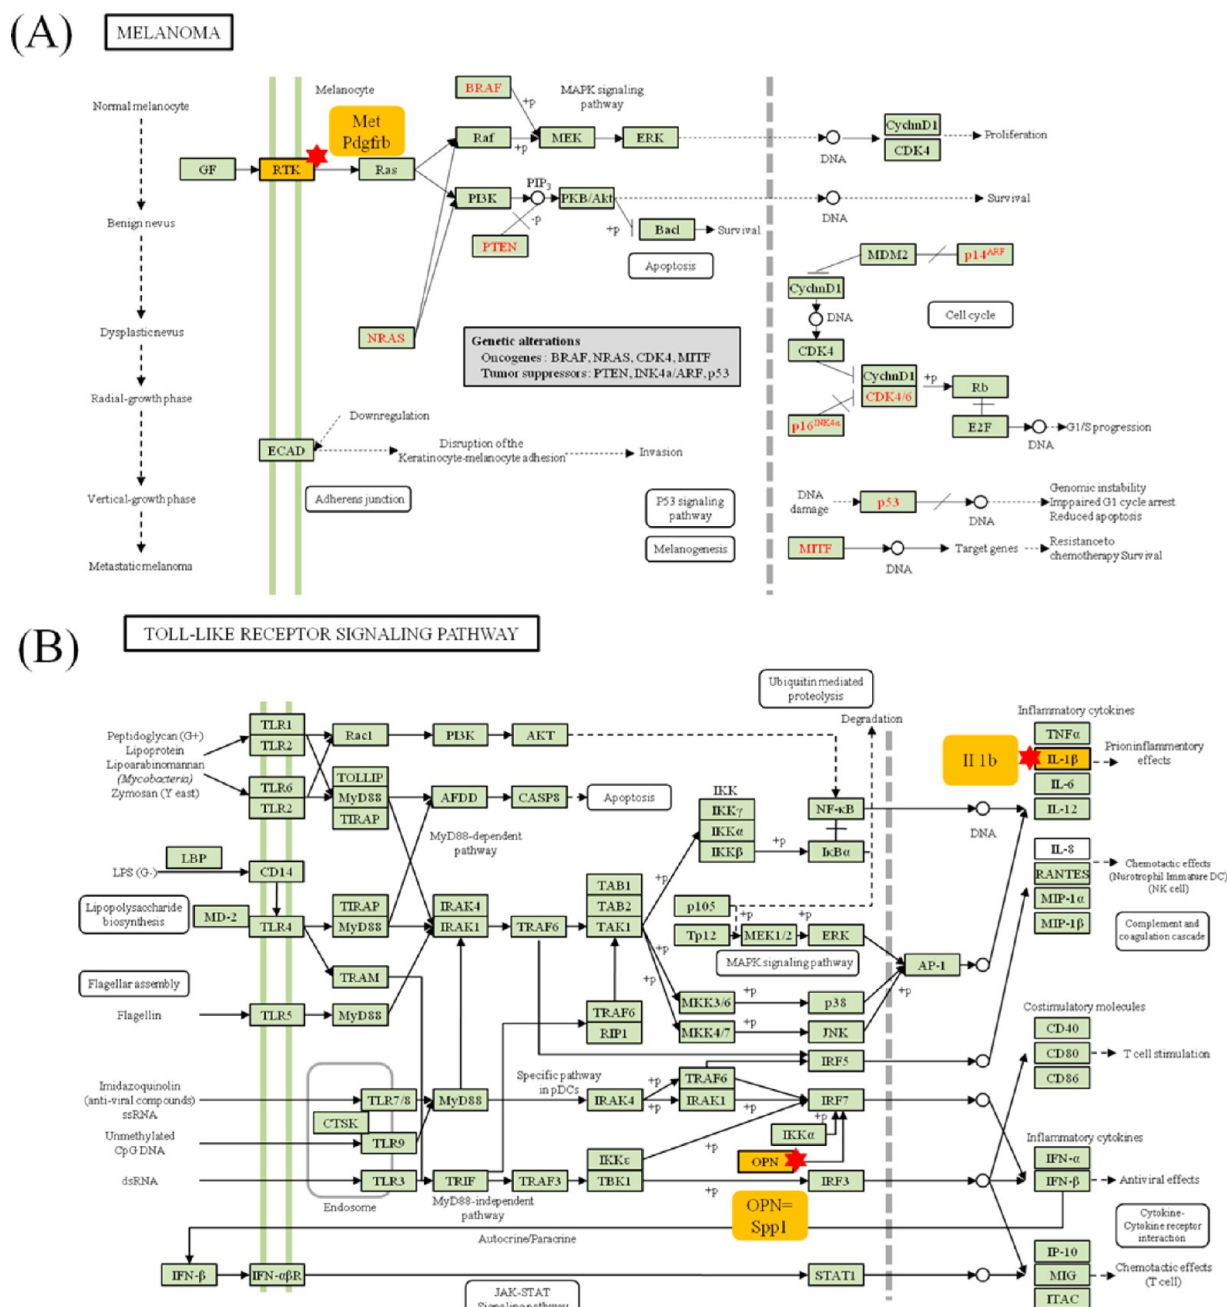 (A)
MELANOMA
Normal melanocyte
Benign nevus
Dysplastic nevus
Radial-growth phase
Vertical-growth phase
Metastatic melanoma
Melanocyte
Met
Pdgfrb
GF
RTK
Ras
BRAF
+p
MAPK signaling
pathway
Raf
+p
MEK
ERK
DNA
CychnD1
CDK4
Proliferation
PI3K
PIP3
PKB/Akt
-p
PTEN
+p
Bacl
Survival
DNA
Survival
Apoptosis
NRAS
Genetic alterations
Oncogenes : BRAF, NRAS, CDK4, MITF
Tumor suppressors : PTEN, INK4a/ARF, p53
MDM2
p14ARF
CychnD1
DNA
Cell cycle
CDK4
CychnD1
CDK4/6
+p
Rb
p16INK4a
E2F
DNA
G1/S progression
Downregulation
ECAD
Disruption of the
Keratinocyte-melanocyte adhesion
Invasion
Adherens junction
P53 signaling
pathway
Melanogenesis
DNA
damage
p53
DNA
Genomic instability
Impaired G1 cycle arrest
Reduced apoptosis
MITF
DNA
Target genes
Resistance to
chemotherapy Survival
(B)
TOLL-LIKE RECEPTOR SIGNALING PATHWAY
Ubiquitin mediated
proteolysis
Degradation
Peptidoglycan (G+)
Lipoprotein
Lipoarabinomannan
(Mycobacteria)
Zymosan (Y east)
TLR1
TLR2
TLR6
TLR2
Rac1
PI3K
AKT
TOLLIP
MyD88
TIRAP
AFDD
CASP8
Apoptosis
MyD88-dependent
pathway
IKK
IKKγ
IKKα
IKKβ
+p
+p
NF-κB
IκBα
DNA
Inflammatory cytokines
TNFα
Il 1b
IL-1β
IL-6
IL-12
Prioninflammentory
effects
IL-8
RANTES
MIP-1α
MIP-1β
Chemotactic effects
(Nurotrophil Immature DC)
(NK cell)
Complement and
coagulation cascade
LPS (G-)
LBP
CD14
Lipopolysaccharide
biosynthesis
MD-2
TLR4
TIRAP
MyD88
IRAK4
IRAK1
TRAF6
TAB1
TAB2
TAK1
p105
Tp12
+p
MEK1/2
+p
ERK
MAPK signaling pathway
AP-1
+p
TRAM
Flagellar assembly
Flagellin
TLR5
MyD88
TRAF6
RIP1
+p
+p
MKK3/6
+p
p38
MKK4/7
+p
JNK
IRF5
Costimulatory molecules
CD40
CD80
CD86
T cell stimulation
Imidazoquinolin
(anti-viral compounds)
ssRNA
Unmethylated
CpG DNA
dsRNA
TLR7/8
CTSK
TLR9
TLR3
Endosome
MyD88
Specific pathway
in pDCs
IRAK4
+p
+p
TRAF6
IRAK1
+p
+p
IRF7
IKKα
+p
+p
OPN
+p
TRIF
TRAF3
IKKε
TBK1
+p
IRF3
MyD88-independent
pathway
OPN=
Spp1
Inflammatory cytokines
IFN-α
IFN-β
Antiviral effects
Cytokine-
Cytokine receptor
interaction
Autocrine/Paracrine
IFN-β
IFN-αβR
JAK-STAT
Signaling pathway
STAT1
IP-10
MIG
ITAC
Chemotactic effects
(T cell)